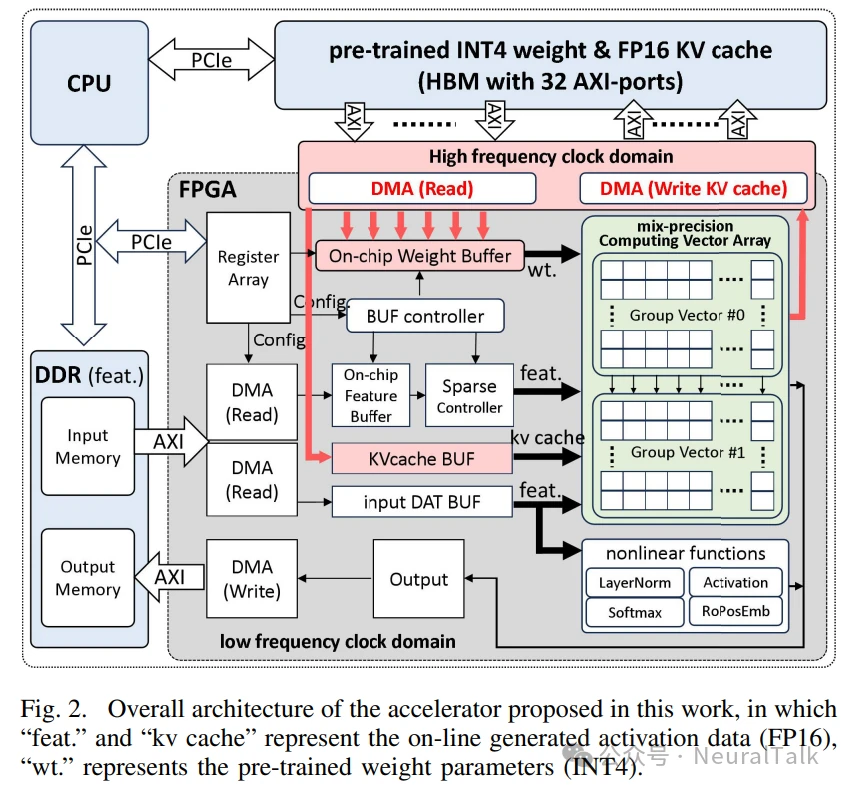 CPU
PCIe
pre-trained INT4 weight & FP16 KV cache
(HBM with 32 AXI-ports)
AXI
AXI
AXI
AXI
High frequency clock domain
DMA (Read)
DMA (Write KV cache)
FPGA
PCIe
PCIe
Register
Array
On-chip Weight Buffer
wt.
mix-precision
Computing Vector Array
Group Vector #0
Config.
BUF controller
Config
DDR (feat.)
DMA
(Read)
On-chip
Feature
Buffer
Sparse
Controller
feat.
Input
Memory
AXI
kv cache
Group Vector #1
DMA
(Read)
KVcache BUF
input DAT BUF
feat.
Output
Memory
AXI
DMA
(Write)
Output
nonlinear functions
LayerNorm
Activation
Softmax
RoPosEmb
low frequency clock domain
Fig. 2. Overall architecture of the accelerator proposed in this work, in which
“feat.” and “kv cache” represent the on-line generated activation data (FP16),
“wt.” represents the pre-trained weight parameters (INT4).
公众号 · NeuralTalk